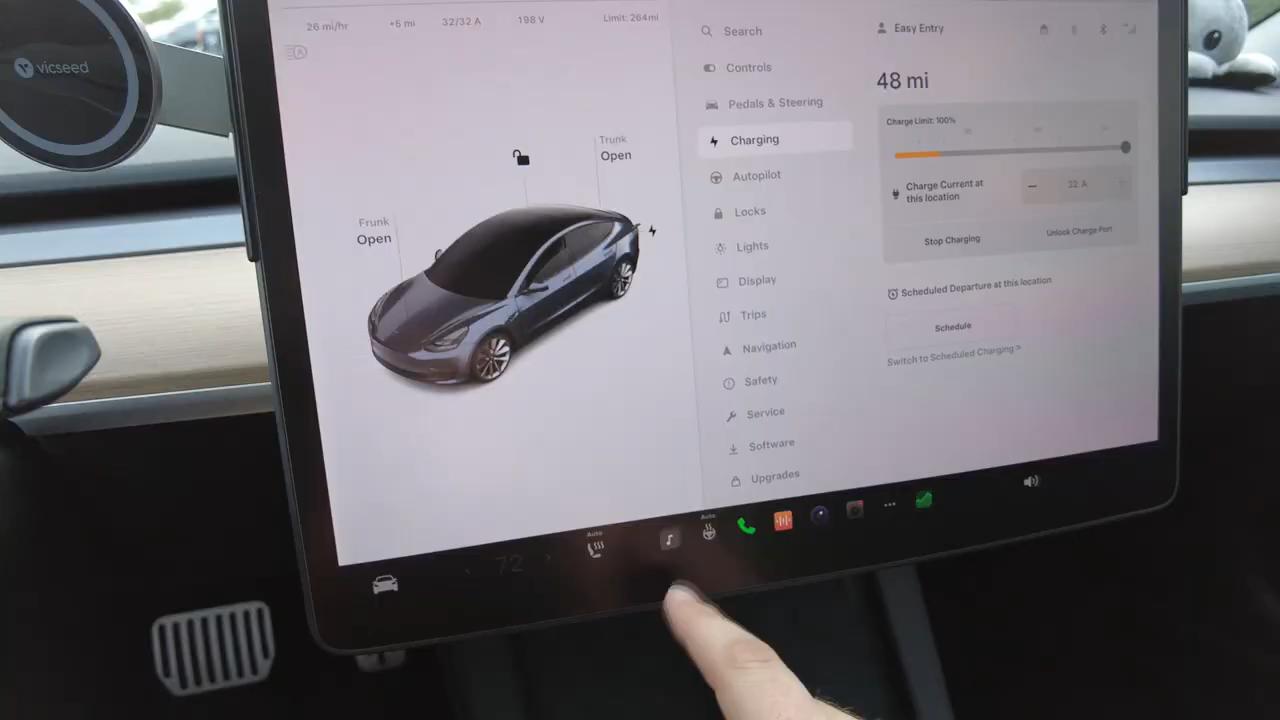 vicseed
26 mi/hr +5 mi 32/32 A 198 V Limit: 264mi
Trunk
Open
Frunk
Open
Search
Controls
Pedals & Steering
Charging
Autopilot
Locks
Lights
Display
Trips
Navigation
Safety
Service
Software
Upgrades
Easy Entry
48 mi
Charge Limit: 100%
Charge Current at
this location
32 A
Stop Charging
Unlock Charge Port
Scheduled Departure at this location
Schedule
Switch to Scheduled Charging >
72
Auto
Auto